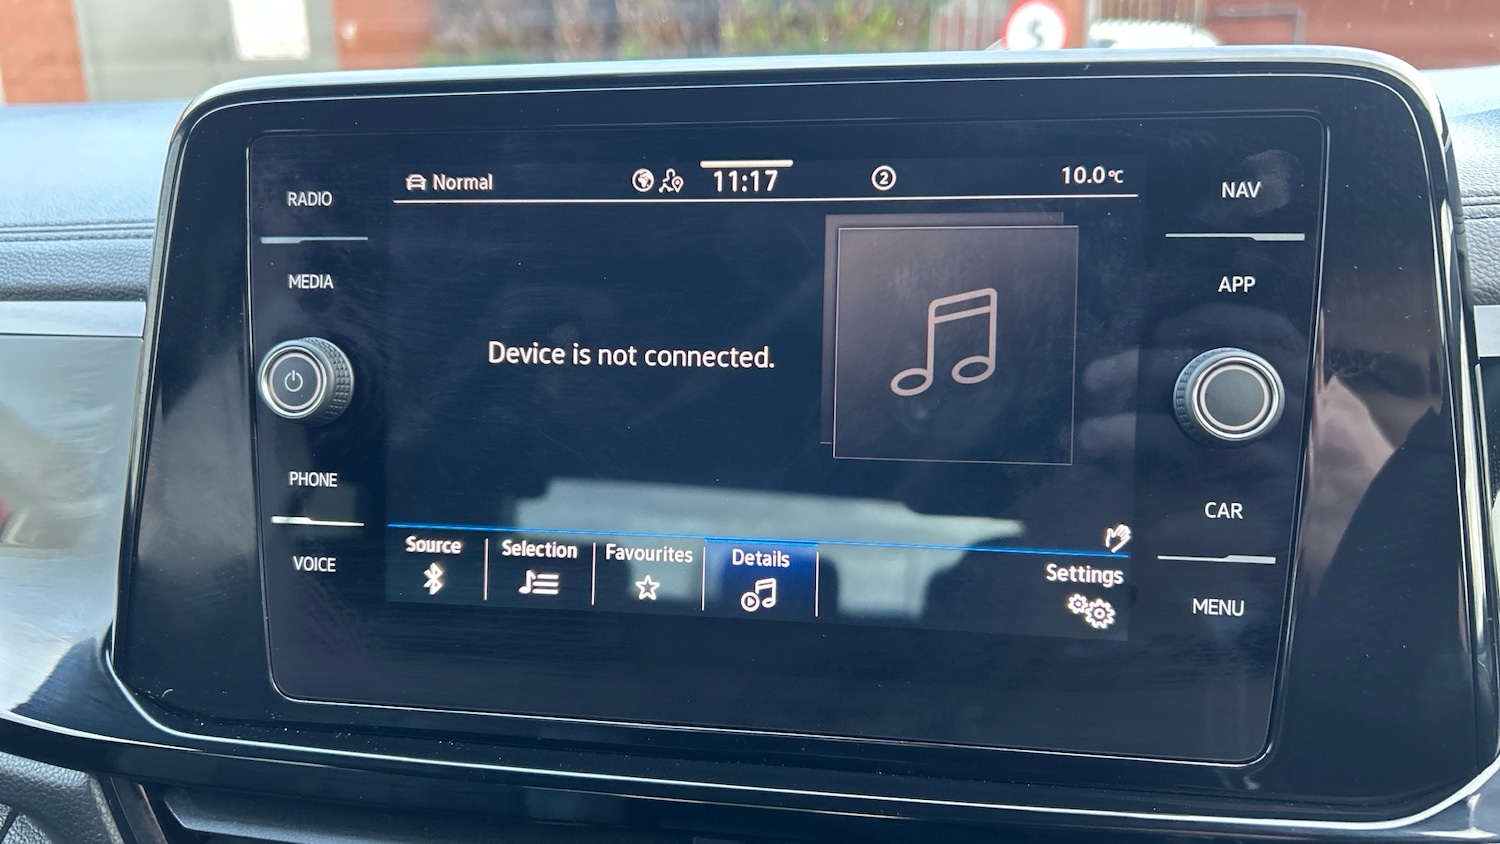 RADIO
MEDIA
PHONE
VOICE
Normal
11:17
2
10.0°C
Device is not connected.
Source
Selection
Favourites
Details
Settings
NAV
APP
CAR
MENU